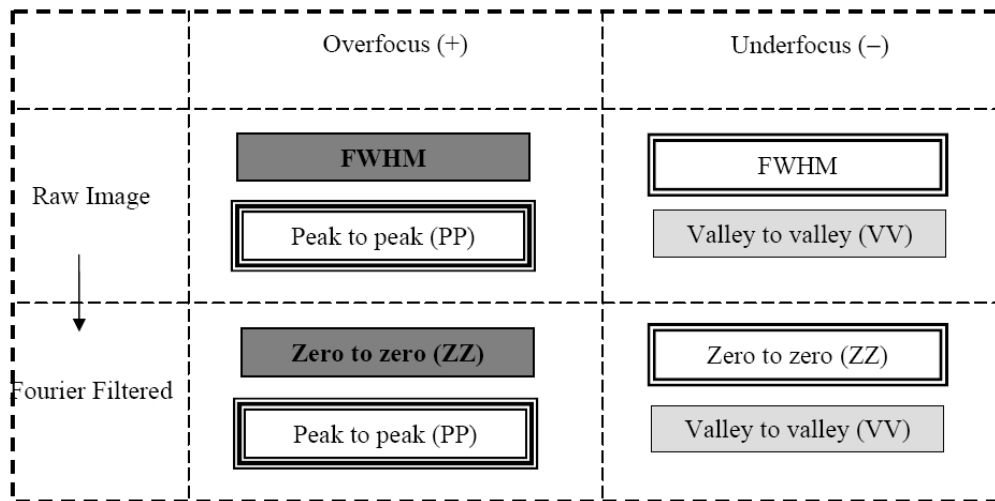 Overfocus (+)
Underfocus (–)
Raw Image
FWHM
Peak to peak (PP)
FWHM
Valley to valley (VV)
Fourier Filtered
Zero to zero (ZZ)
Peak to peak (PP)
Zero to zero (ZZ)
Valley to valley (VV)